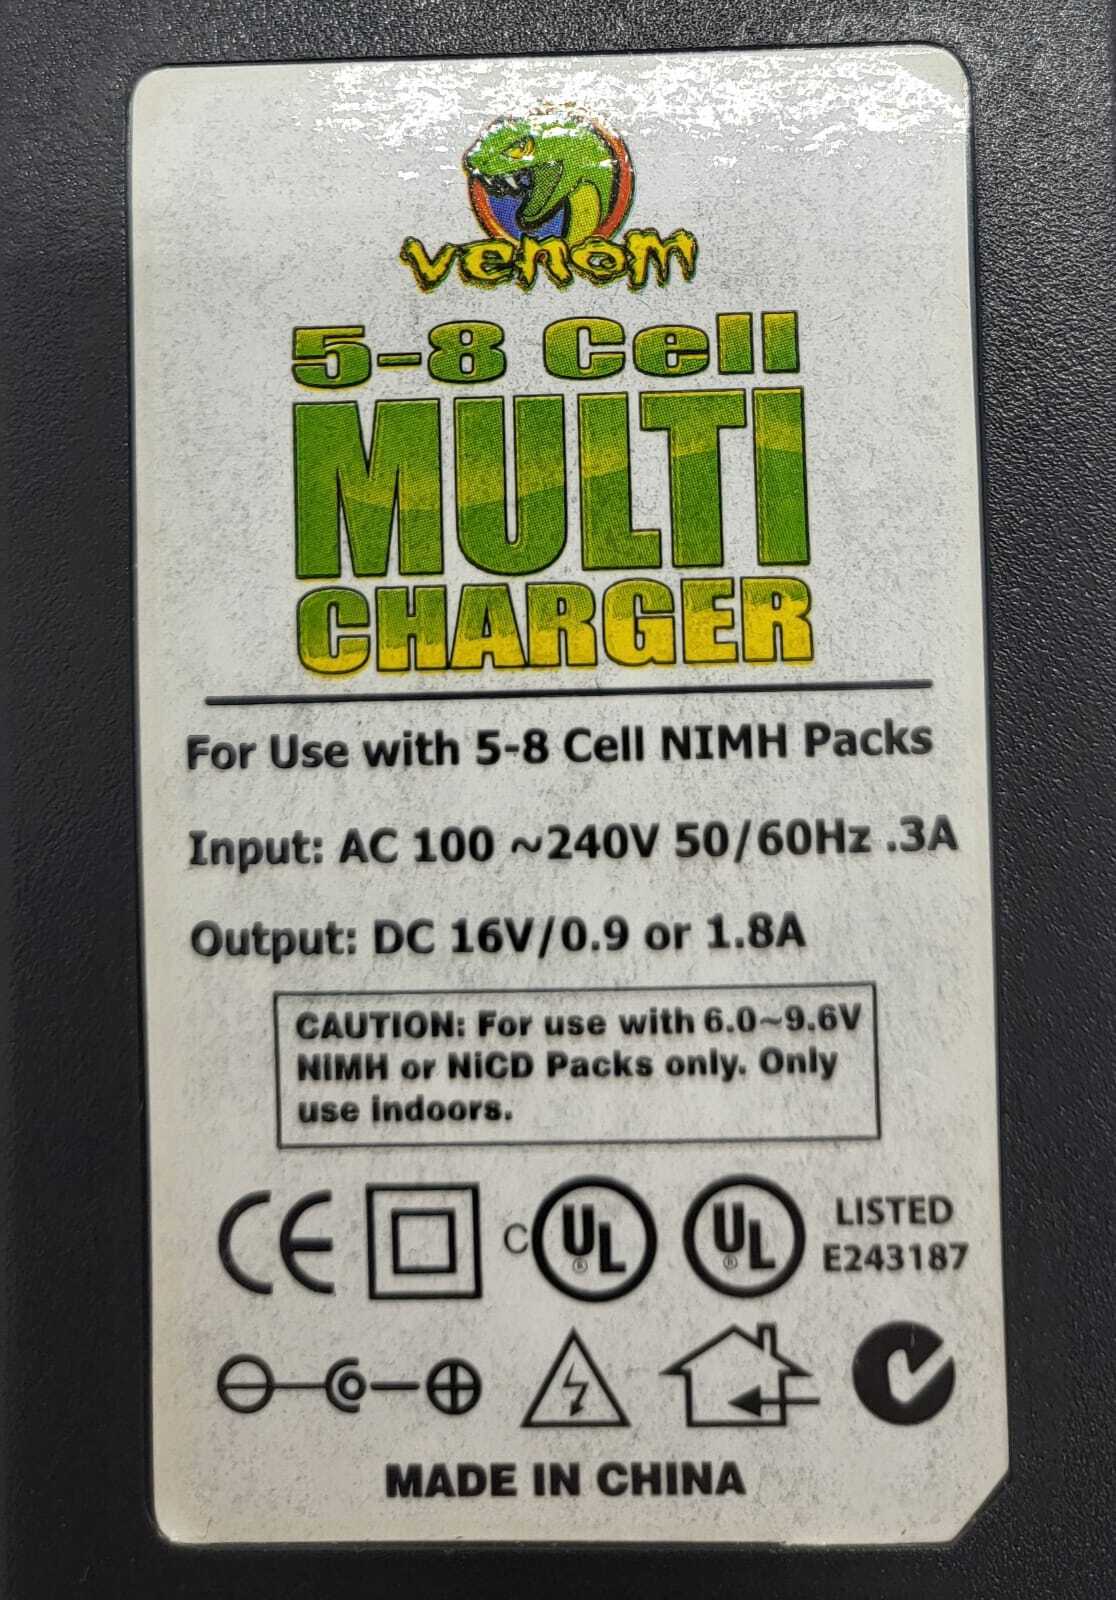 venom
5-8 Cell
MULTI
CHARGER
For Use with 5-8 Cell NIMH Packs
Input: AC 100 ~240V 50/60Hz .3A
Output: DC 16V/0.9 or 1.8A
CAUTION: For use with 6.0~9.6V
NIMH or NiCD Packs only. Only
use indoors.
CE C UL ® UL ® LISTED
E243187
MADE IN CHINA